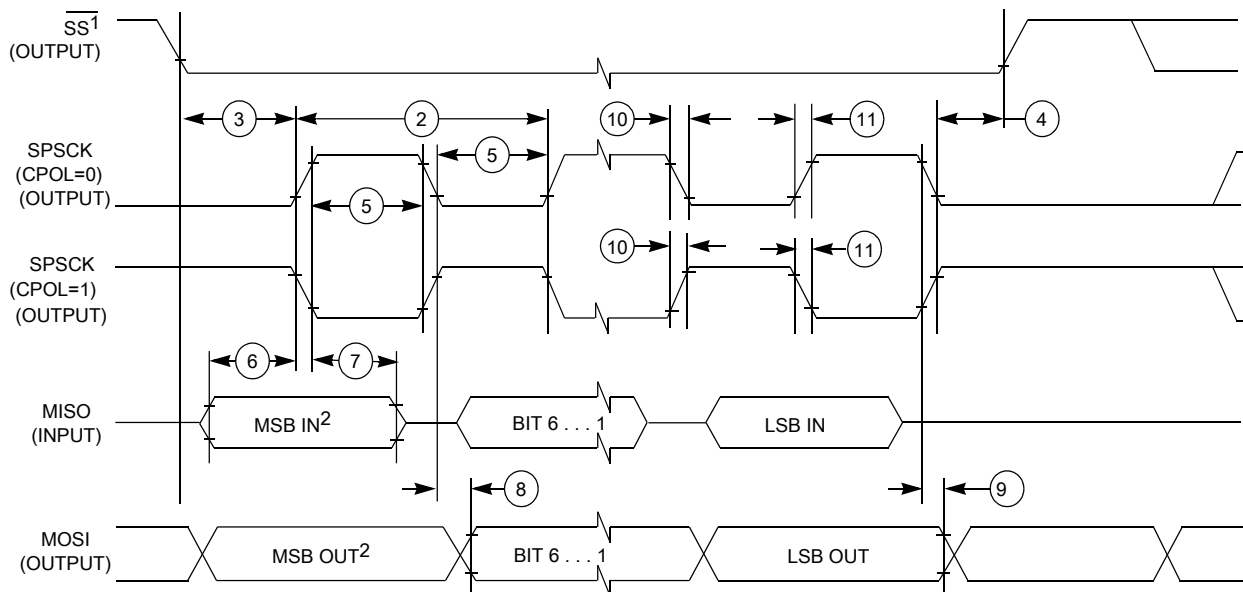 SS1
(OUTPUT)
3
2
10
11
4
SPSCK
(CPOL=0)
(OUTPUT)
5
5
SPSCK
(CPOL=1)
(OUTPUT)
10
11
6
7
MISO
(INPUT)
MSB IN2
BIT 6 . . . 1
LSB IN
8
9
MOSI
(OUTPUT)
MSB OUT2
BIT 6 . . . 1
LSB OUT